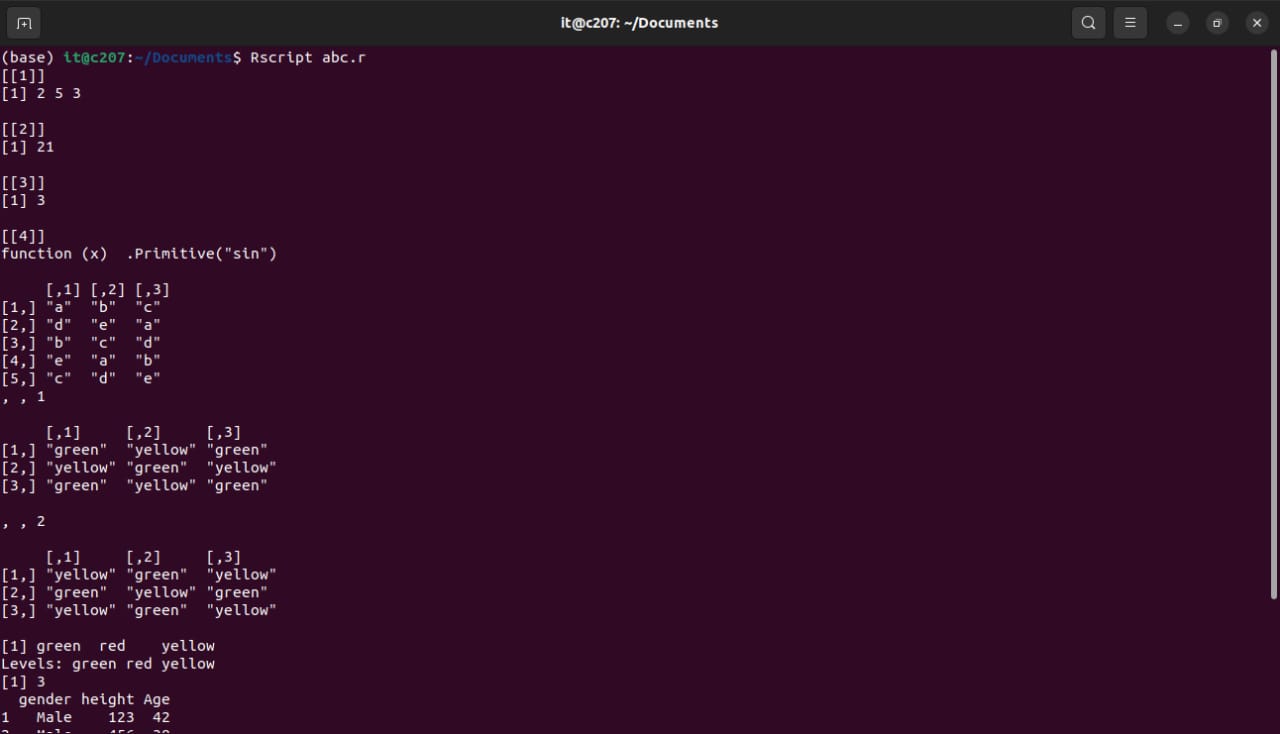 it@c207: ~/Documents
(base) it@c207:~/Documents$ Rscript abc.r
[[1]]
[1] 2 5 3

[[2]]
[1] 21

[[3]]
[1] 3

[[4]]
function (x)  .Primitive("sin")

     [,1] [,2] [,3]
[1,] "a"  "b"  "c"
[2,] "d"  "e"  "a"
[3,] "b"  "c"  "d"
[4,] "e"  "a"  "b"
[5,] "c"  "d"  "e"
, , 1

     [,1]     [,2]     [,3]
[1,] "green"  "yellow" "green"
[2,] "yellow" "green"  "yellow"
[3,] "green"  "yellow" "green"

, , 2

     [,1]     [,2]     [,3]
[1,] "yellow" "green"  "yellow"
[2,] "green"  "yellow" "green"
[3,] "yellow" "green"  "yellow"

[1] green  red    yellow
Levels: green red yellow
[1] 3
  gender height Age
1   Male    123  42